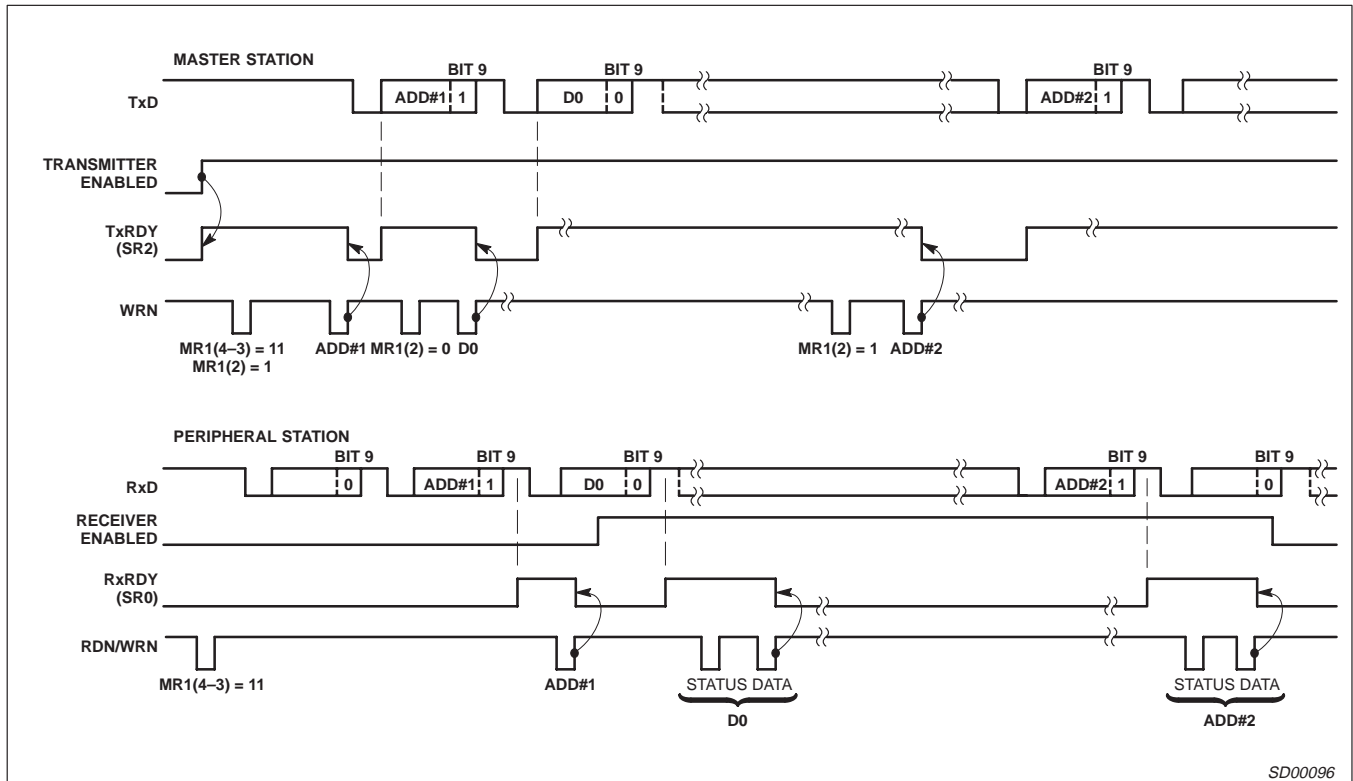 MASTER STATION
BIT 9 BIT 9 BIT 9
TxD ADD#1 1 D0 0 ADD#2 1
TRANSMITTER
ENABLED
TxRDY
(SR2)
WRN
MR1(4–3) = 11 ADD#1 MR1(2) = 0 D0 MR1(2) = 1 ADD#2
MR1(2) = 1
PERIPHERAL STATION
BIT 9 BIT 9 BIT 9 BIT 9 BIT 9
RxD 0 ADD#1 1 D0 0 ADD#2 1 0
RECEIVER
ENABLED
RxRDY
(SR0)
RDN/WRN
MR1(4–3) = 11 ADD#1 STATUS DATA STATUS DATA
D0 ADD#2
SD00096